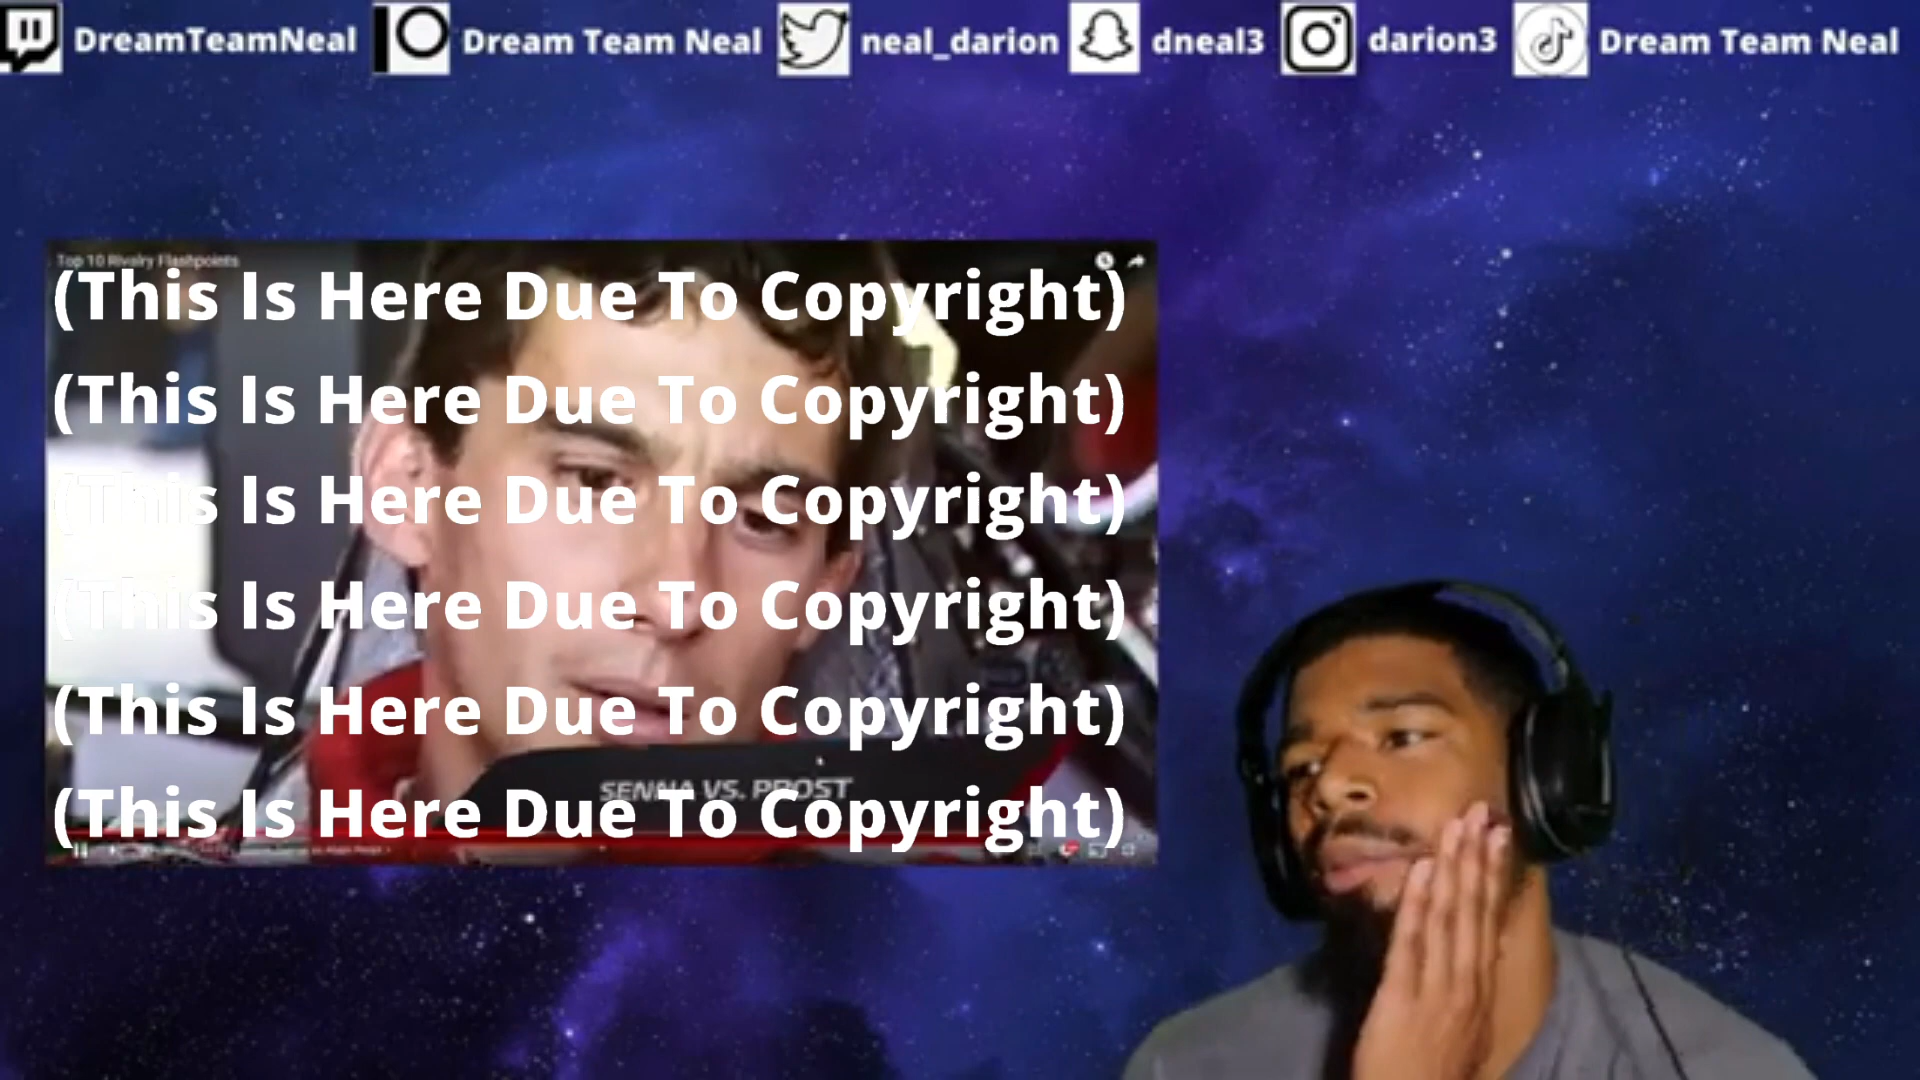 DreamTeamNeal Dream Team Neal neal_darion dneal3 darion3 Dream Team Neal
Top 10 Rivalry Flashpoints
(This Is Here Due To Copyright)
(This Is Here Due To Copyright)
(This Is Here Due To Copyright)
(This Is Here Due To Copyright)
(This Is Here Due To Copyright)
SENNA VS. PROST
(This Is Here Due To Copyright)